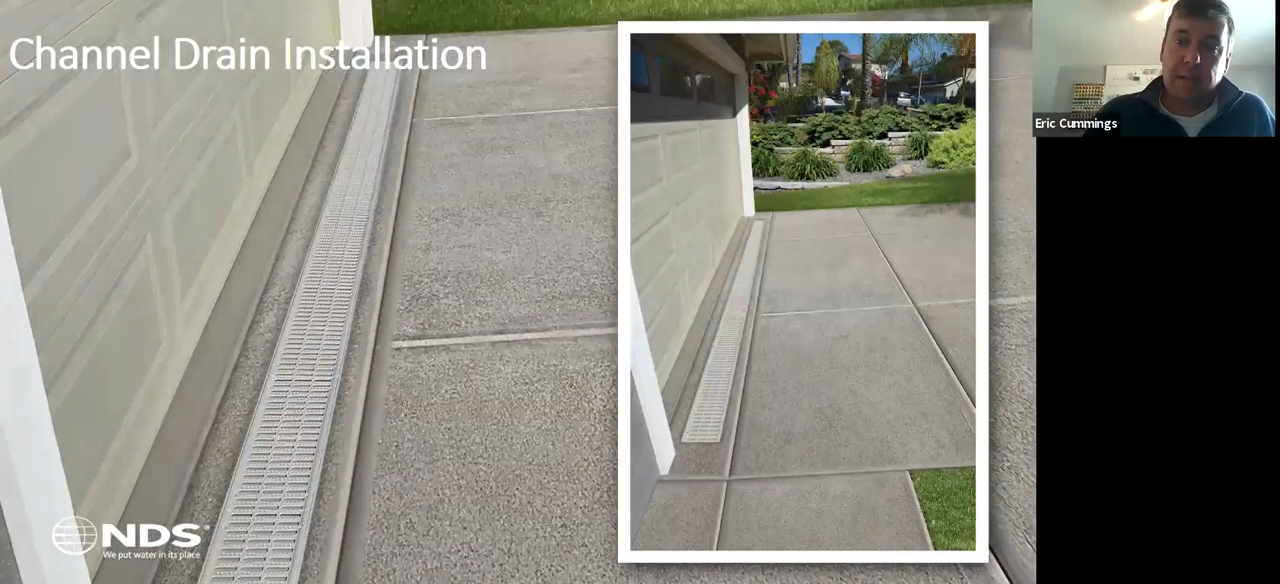 Channel Drain Installation
Eric Cummings
NDS
We put water in its place